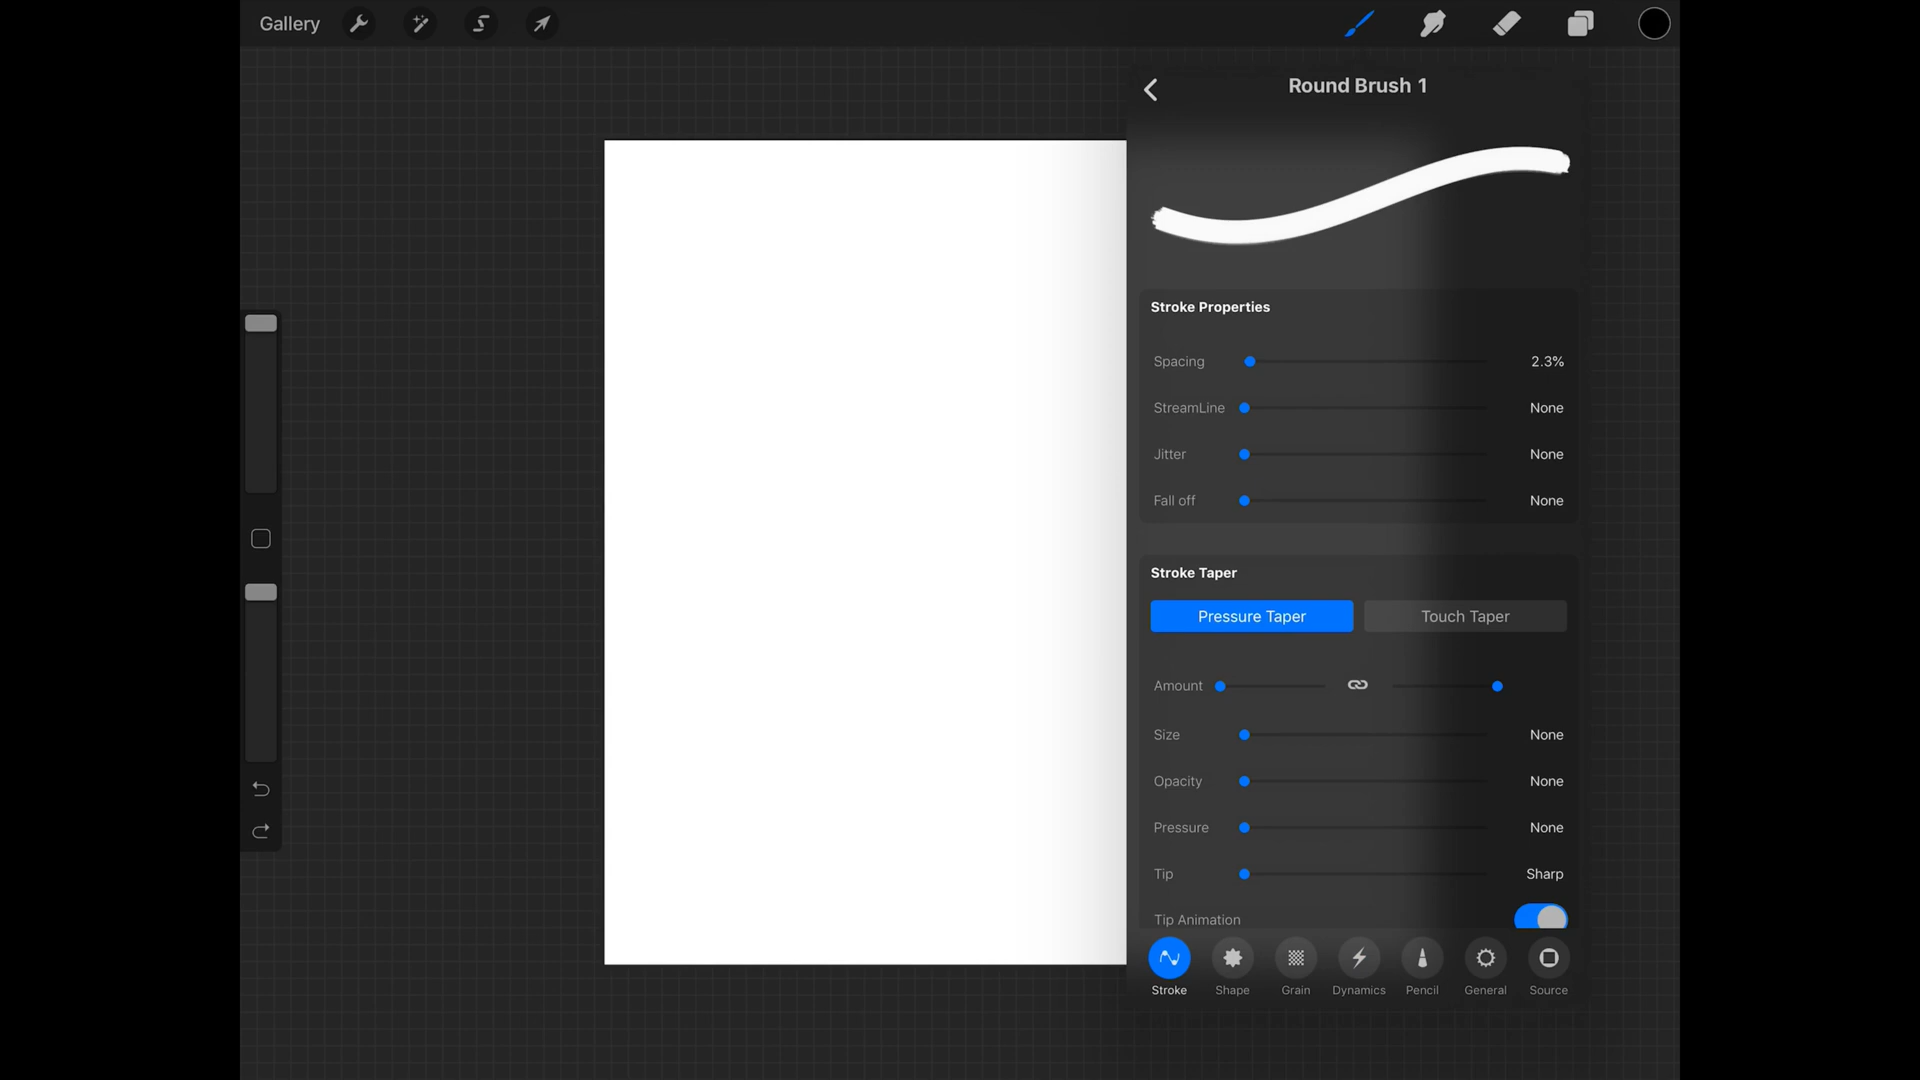 Gallery
Round Brush 1
Stroke Properties
Spacing 2.3%
StreamLine None
Jitter None
Fall off None
Stroke Taper
Pressure Taper Touch Taper
Amount
Size None
Opacity None
Pressure None
Tip Sharp
Tip Animation
Stroke Shape Grain Dynamics Pencil General Source